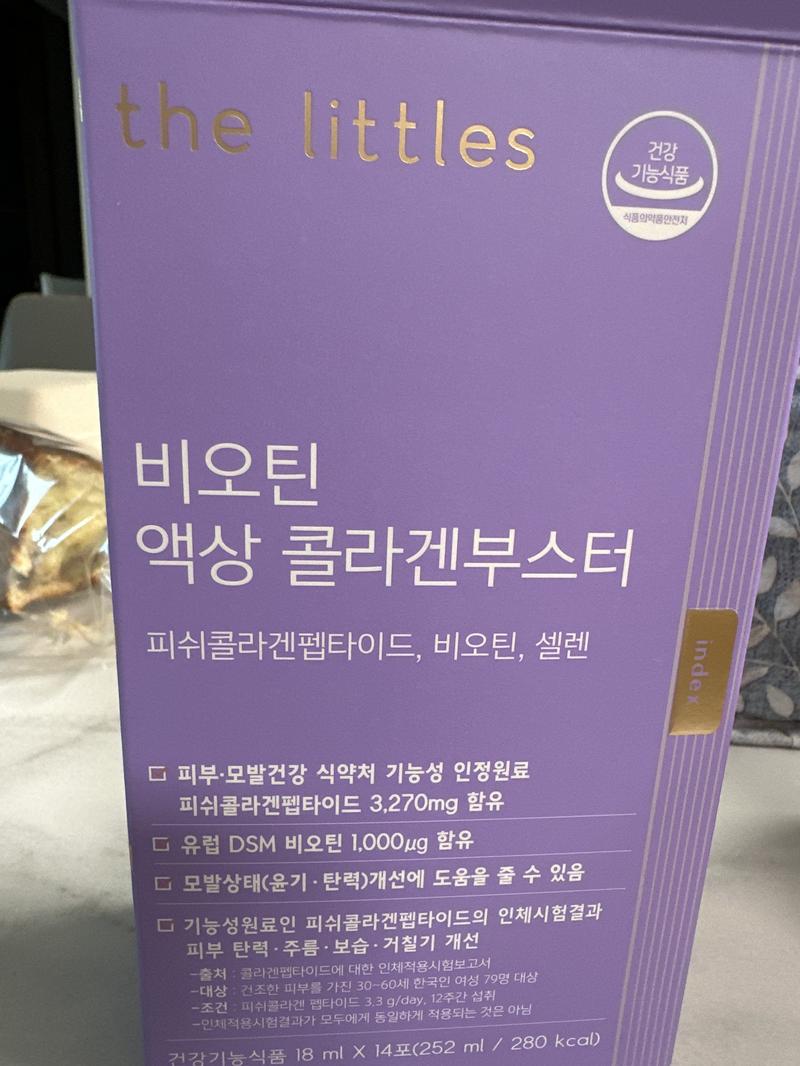 the littles
건강
기능식품
식품의약품안전처
비오틴
액상 콜라겐부스터
피쉬콜라겐펩타이드, 비오틴, 셀렌
index
피부·모발건강 식약처 기능성 인정원료
피쉬콜라겐펩타이드 3,270mg 함유
유럽 DSM 비오틴 1,000㎍ 함유
모발상태(윤기·탄력)개선에 도움을 줄 수 있음
기능성원료인 피쉬콜라겐펩타이드의 인체시험결과
피부 탄력·주름·보습·거칠기 개선
-출처 : 콜라겐펩타이드에 대한 인체적용시험보고서
-대상 : 건조한 피부를 가진 30~60세 한국인 여성 79명 대상
-조건 : 피쉬콜라겐 펩타이드 3.3 g/day, 12주간 섭취
-인체적용시험결과가 모두에게 동일하게 적용되는 것은 아님
건강기능식품 18 ml X 14포(252 ml / 280 kcal)